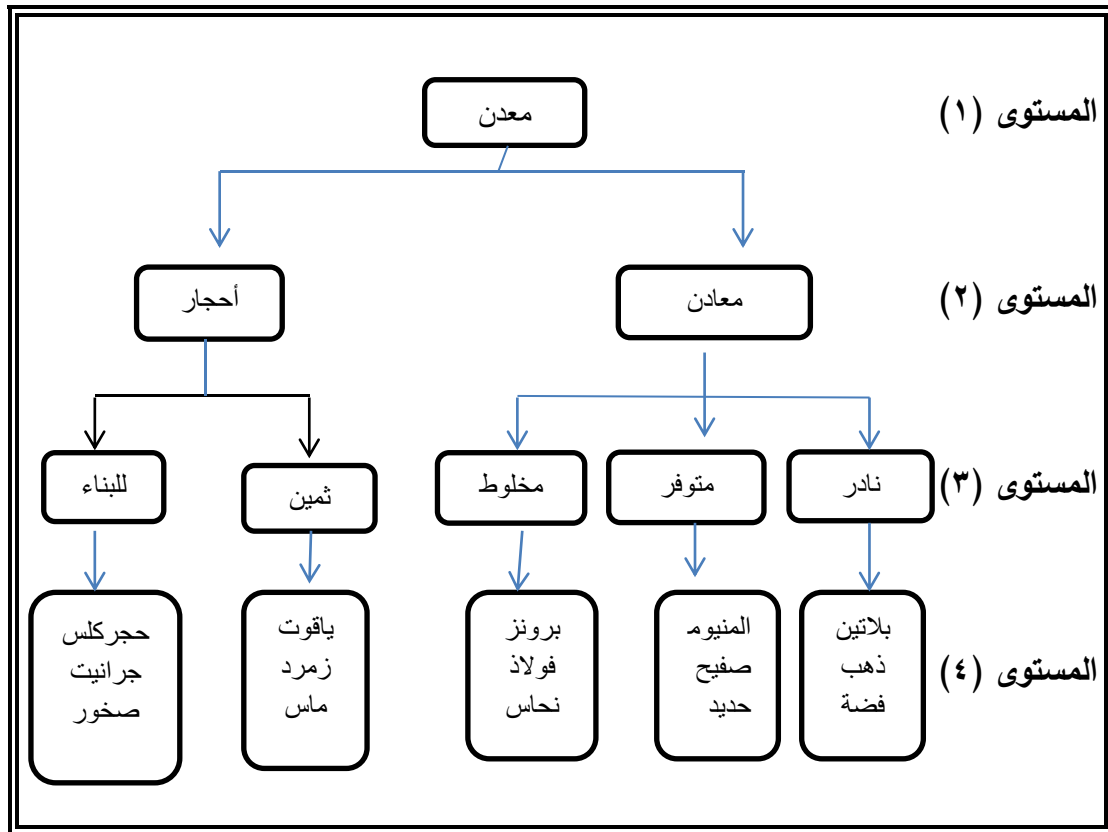 المستوى (١)
معدن
المستوى (٢)
معادن
أحجار
المستوى (٣)
نادر
متوفر
مخلوط
ثمين
للبناء
المستوى (٤)
بلاتين
ذهب
فضة
المنيوم
صفيح
حديد
برونز
فولاذ
نحاس
ياقوت
زمرد
ماس
حجركلس
جرانيت
صخور